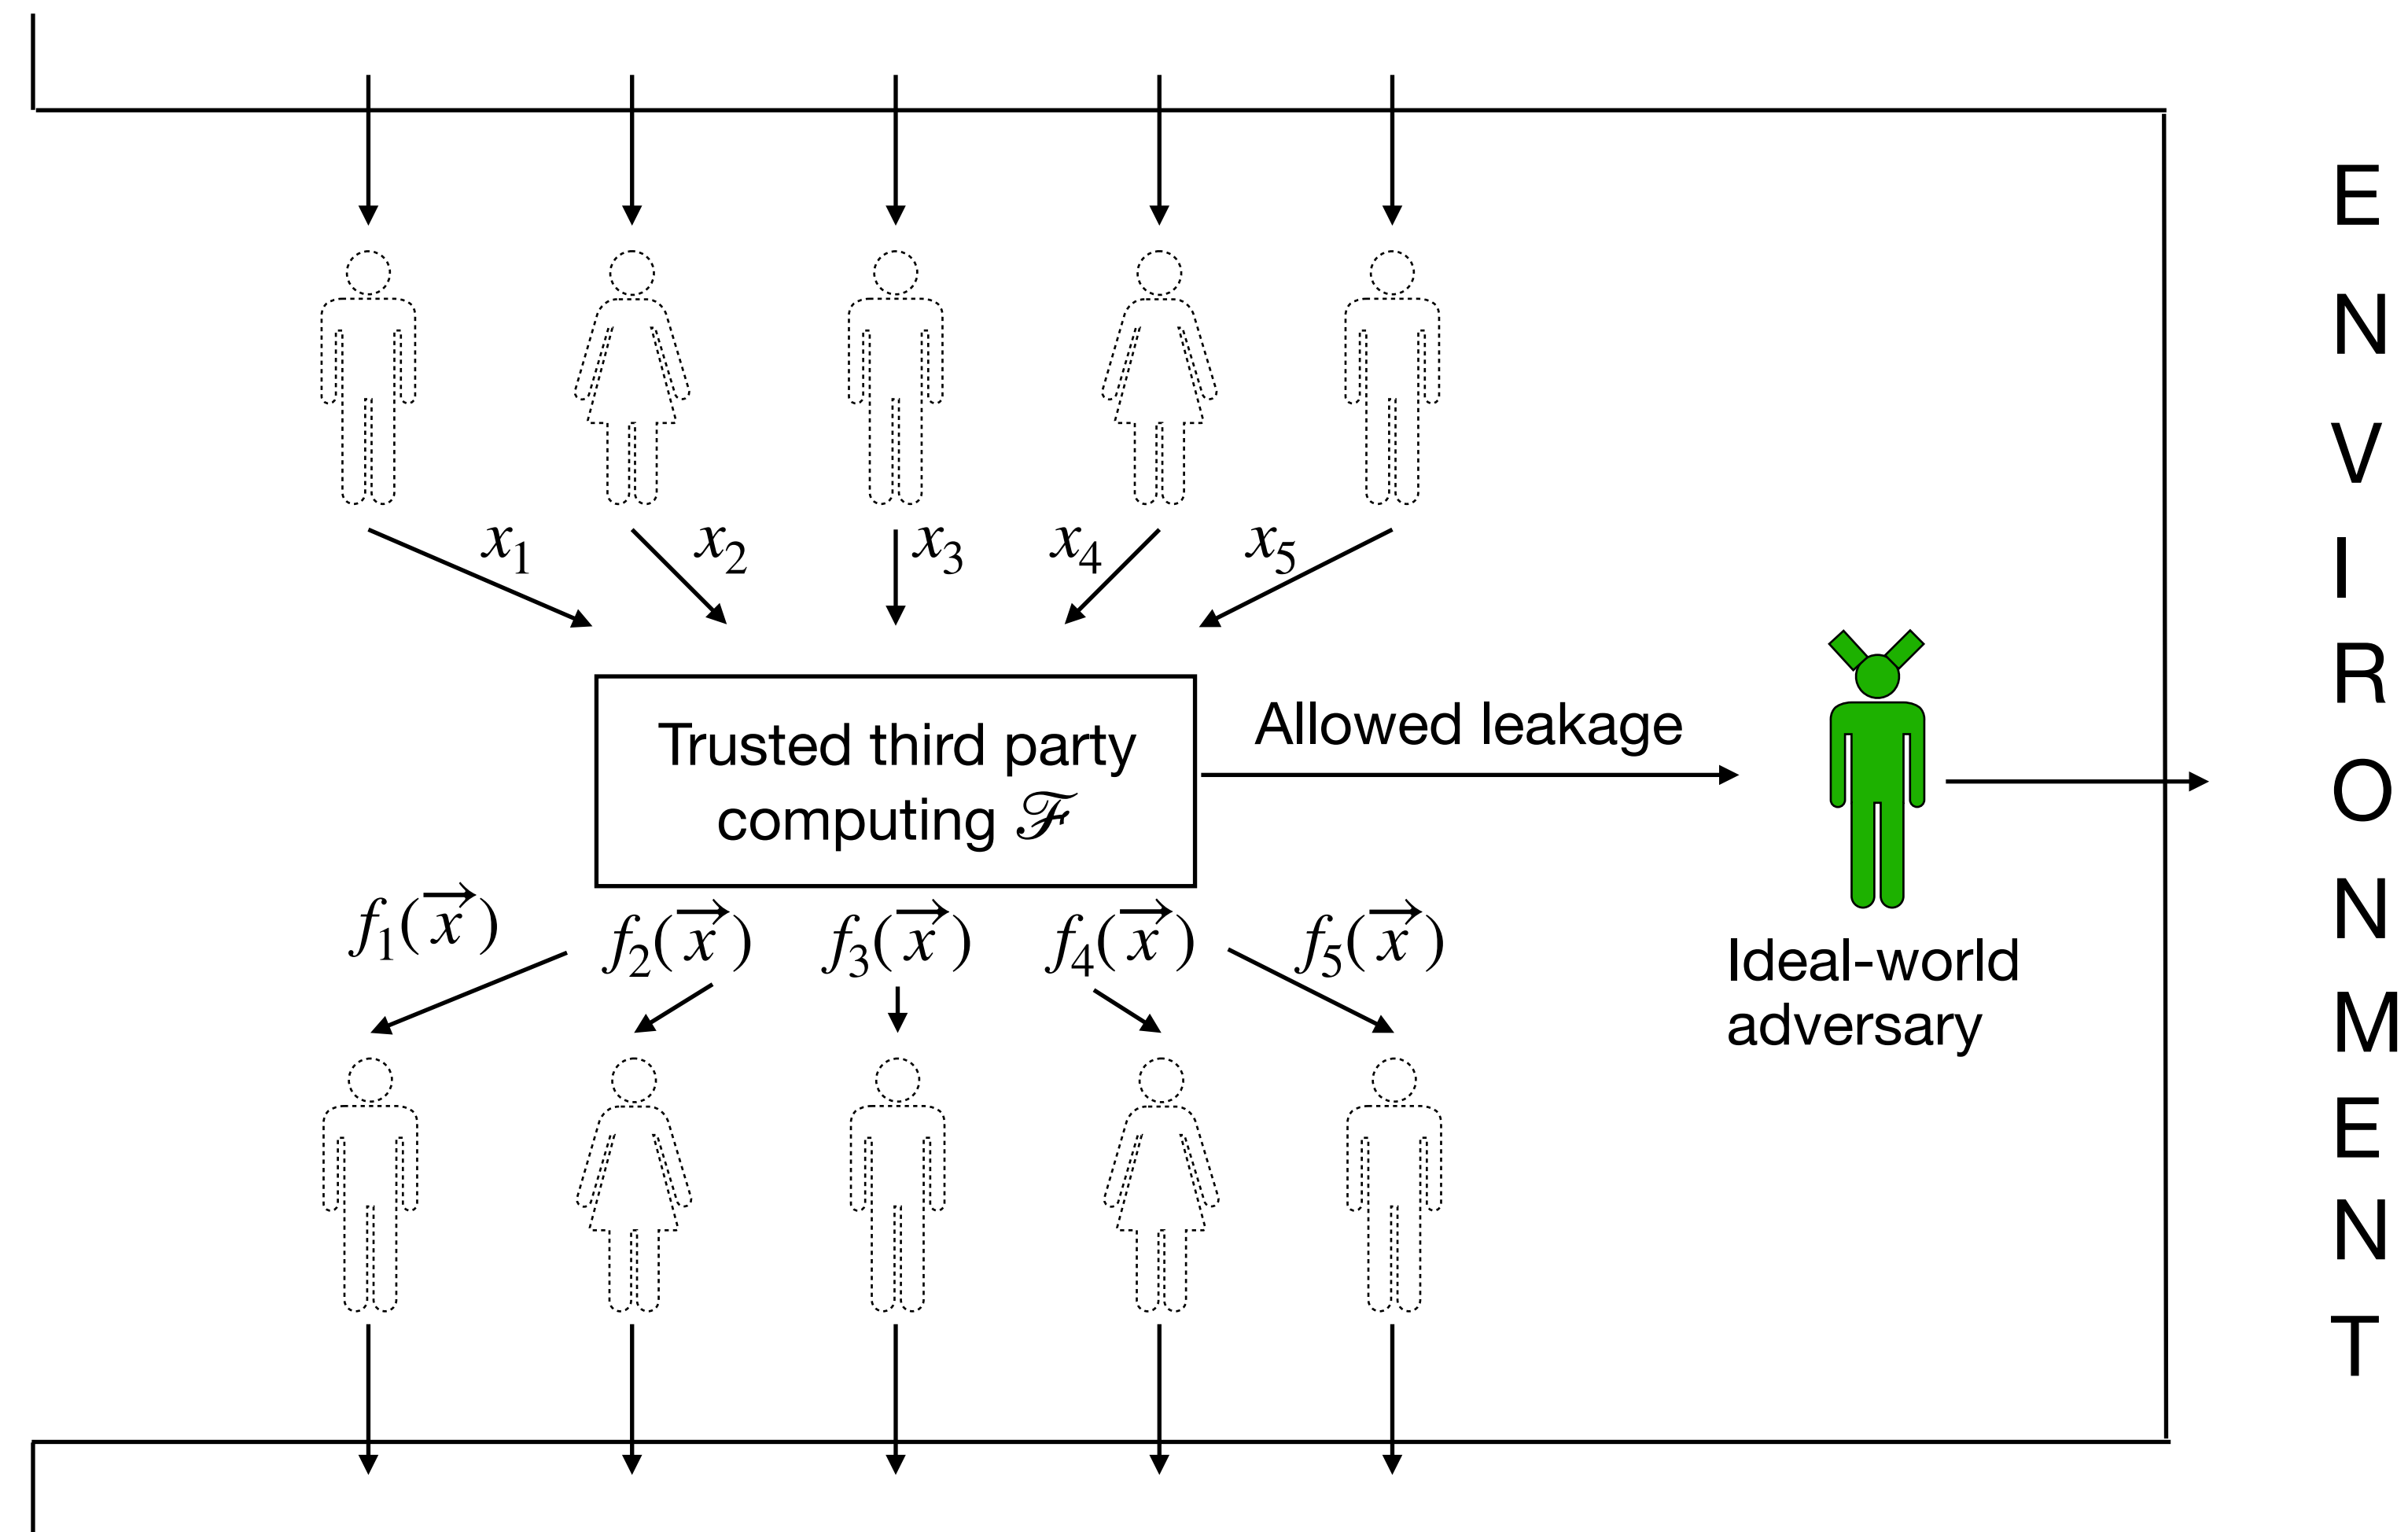 x₁ x₂ x₃ x₄ x₅
Trusted third party
computing ℱ
Allowed leakage
f₁(x⃗) f₂(x⃗) f₃(x⃗) f₄(x⃗) f₅(x⃗)
Ideal-world
adversary
E
N
V
I
R
O
N
M
E
N
T